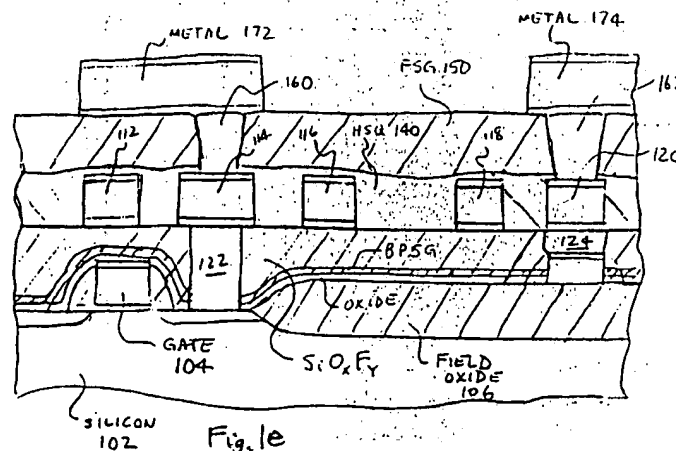 METAL 172
METAL 174
160
FSG 150
112
114
116
HSQ 140
118
120
122
BPSG
124
OXIDE
GATE
104
SiOxFy
FIELD
OXIDE
106
SILICON
102
Fig. 1e